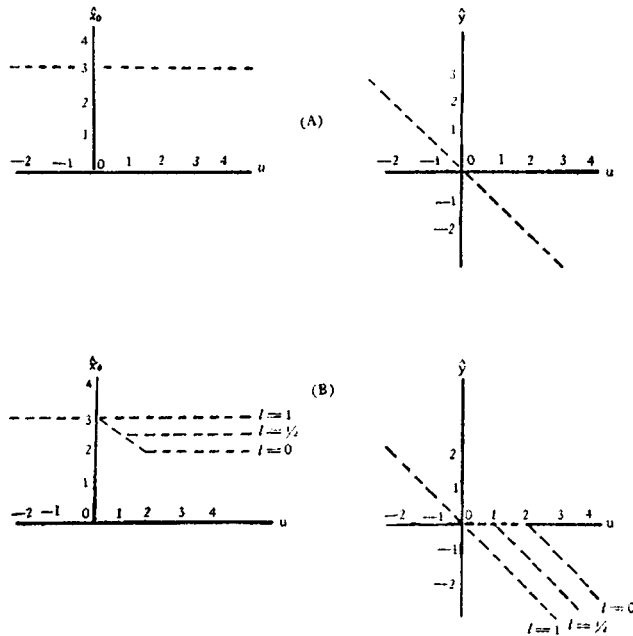 x̂₀
ŷ
4
3
2
1
—2 —1 0 1 2 3 4 u
3
2
1
—2 —1 0 1 2 3 4 u
—1
—2
(A)
x̂₀
4
3
2
1
—2 —1 0 1 2 3 4 u
l = 1
l = ½
l = 0
(B)
ŷ
2
1
—2 —1 0 1 2 3 4 u
—1
—2
l = 0
l = ½
l = 1